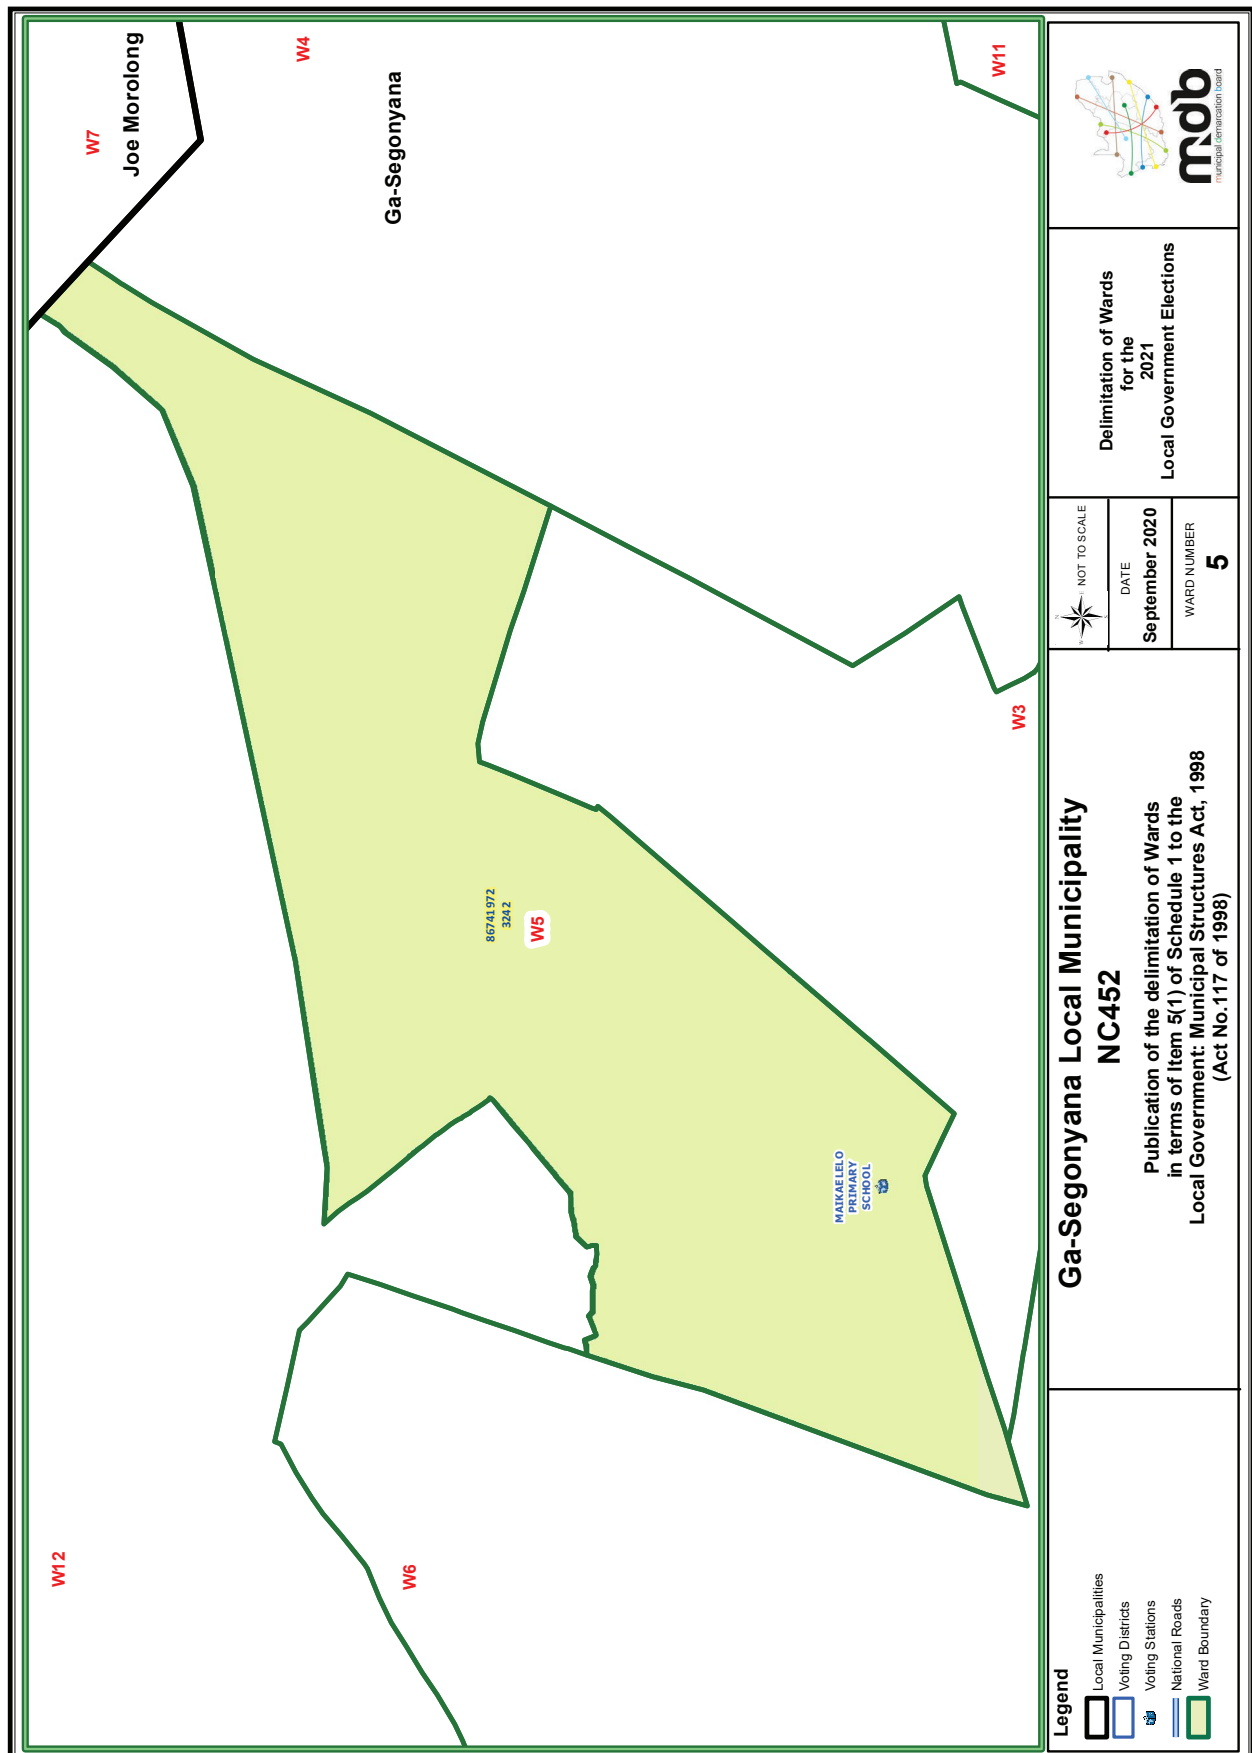 W12
W7
Joe Morolong
W4
Ga-Segonyana
W6
86741972
3242
W5
MAIKAELELO
PRIMARY
SCHOOL
W11
W3
Legend
Local Municipalities
Voting Districts
Voting Stations
National Roads
Ward Boundary
Ga-Segonyana Local Municipality
NC452
Publication of the delimitation of Wards
in terms of Item 5(1) of Schedule 1 to the
Local Government: Municipal Structures Act, 1998
(Act No.117 of 1998)
N
W E
S
NOT TO SCALE
DATE
September 2020
WARD NUMBER
5
Delimitation of Wards
for the
2021
Local Government Elections
mdb
municipal demarcation board